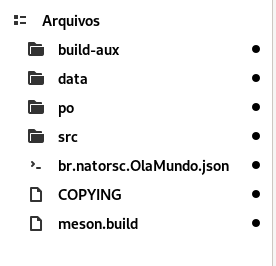 Arquivos
build-aux
data
po
src
br.natorsc.OlaMundo.json
COPYING
meson.build